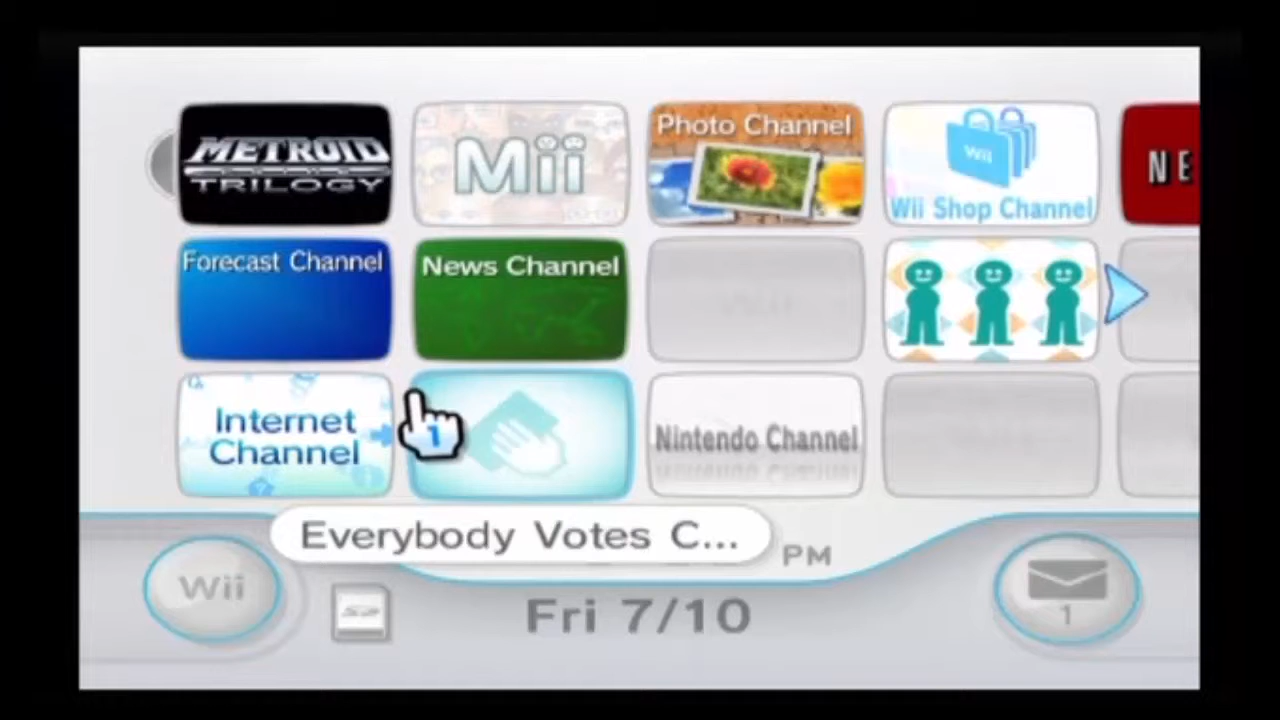 METROID
TRILOGY
Mii
Photo Channel
Wii
Wii Shop Channel
NE
Forecast Channel
News Channel
Internet
Channel
1
Nintendo Channel
Everybody Votes C...
PM
Wii
SD
Fri 7/10
1